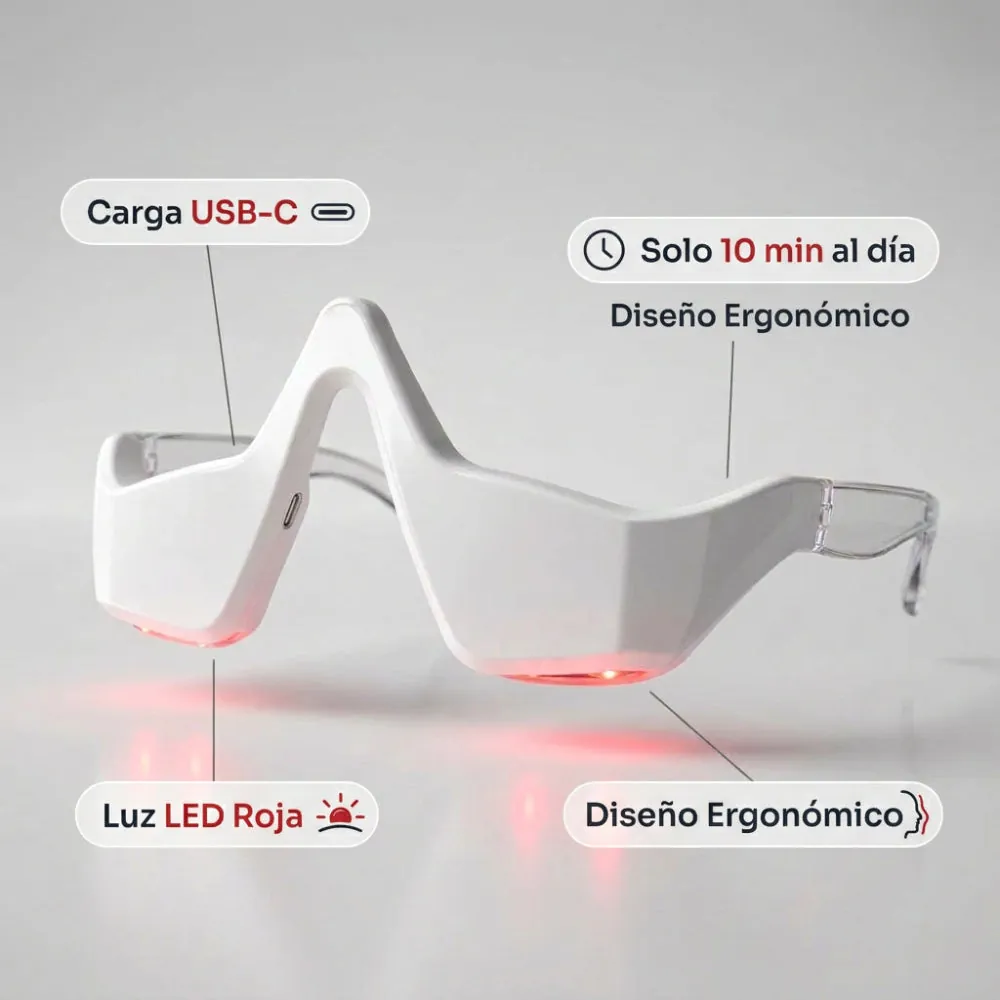 Carga USB-C
Solo 10 min al día
Diseño Ergonómico
Luz LED Roja
Diseño Ergonómico